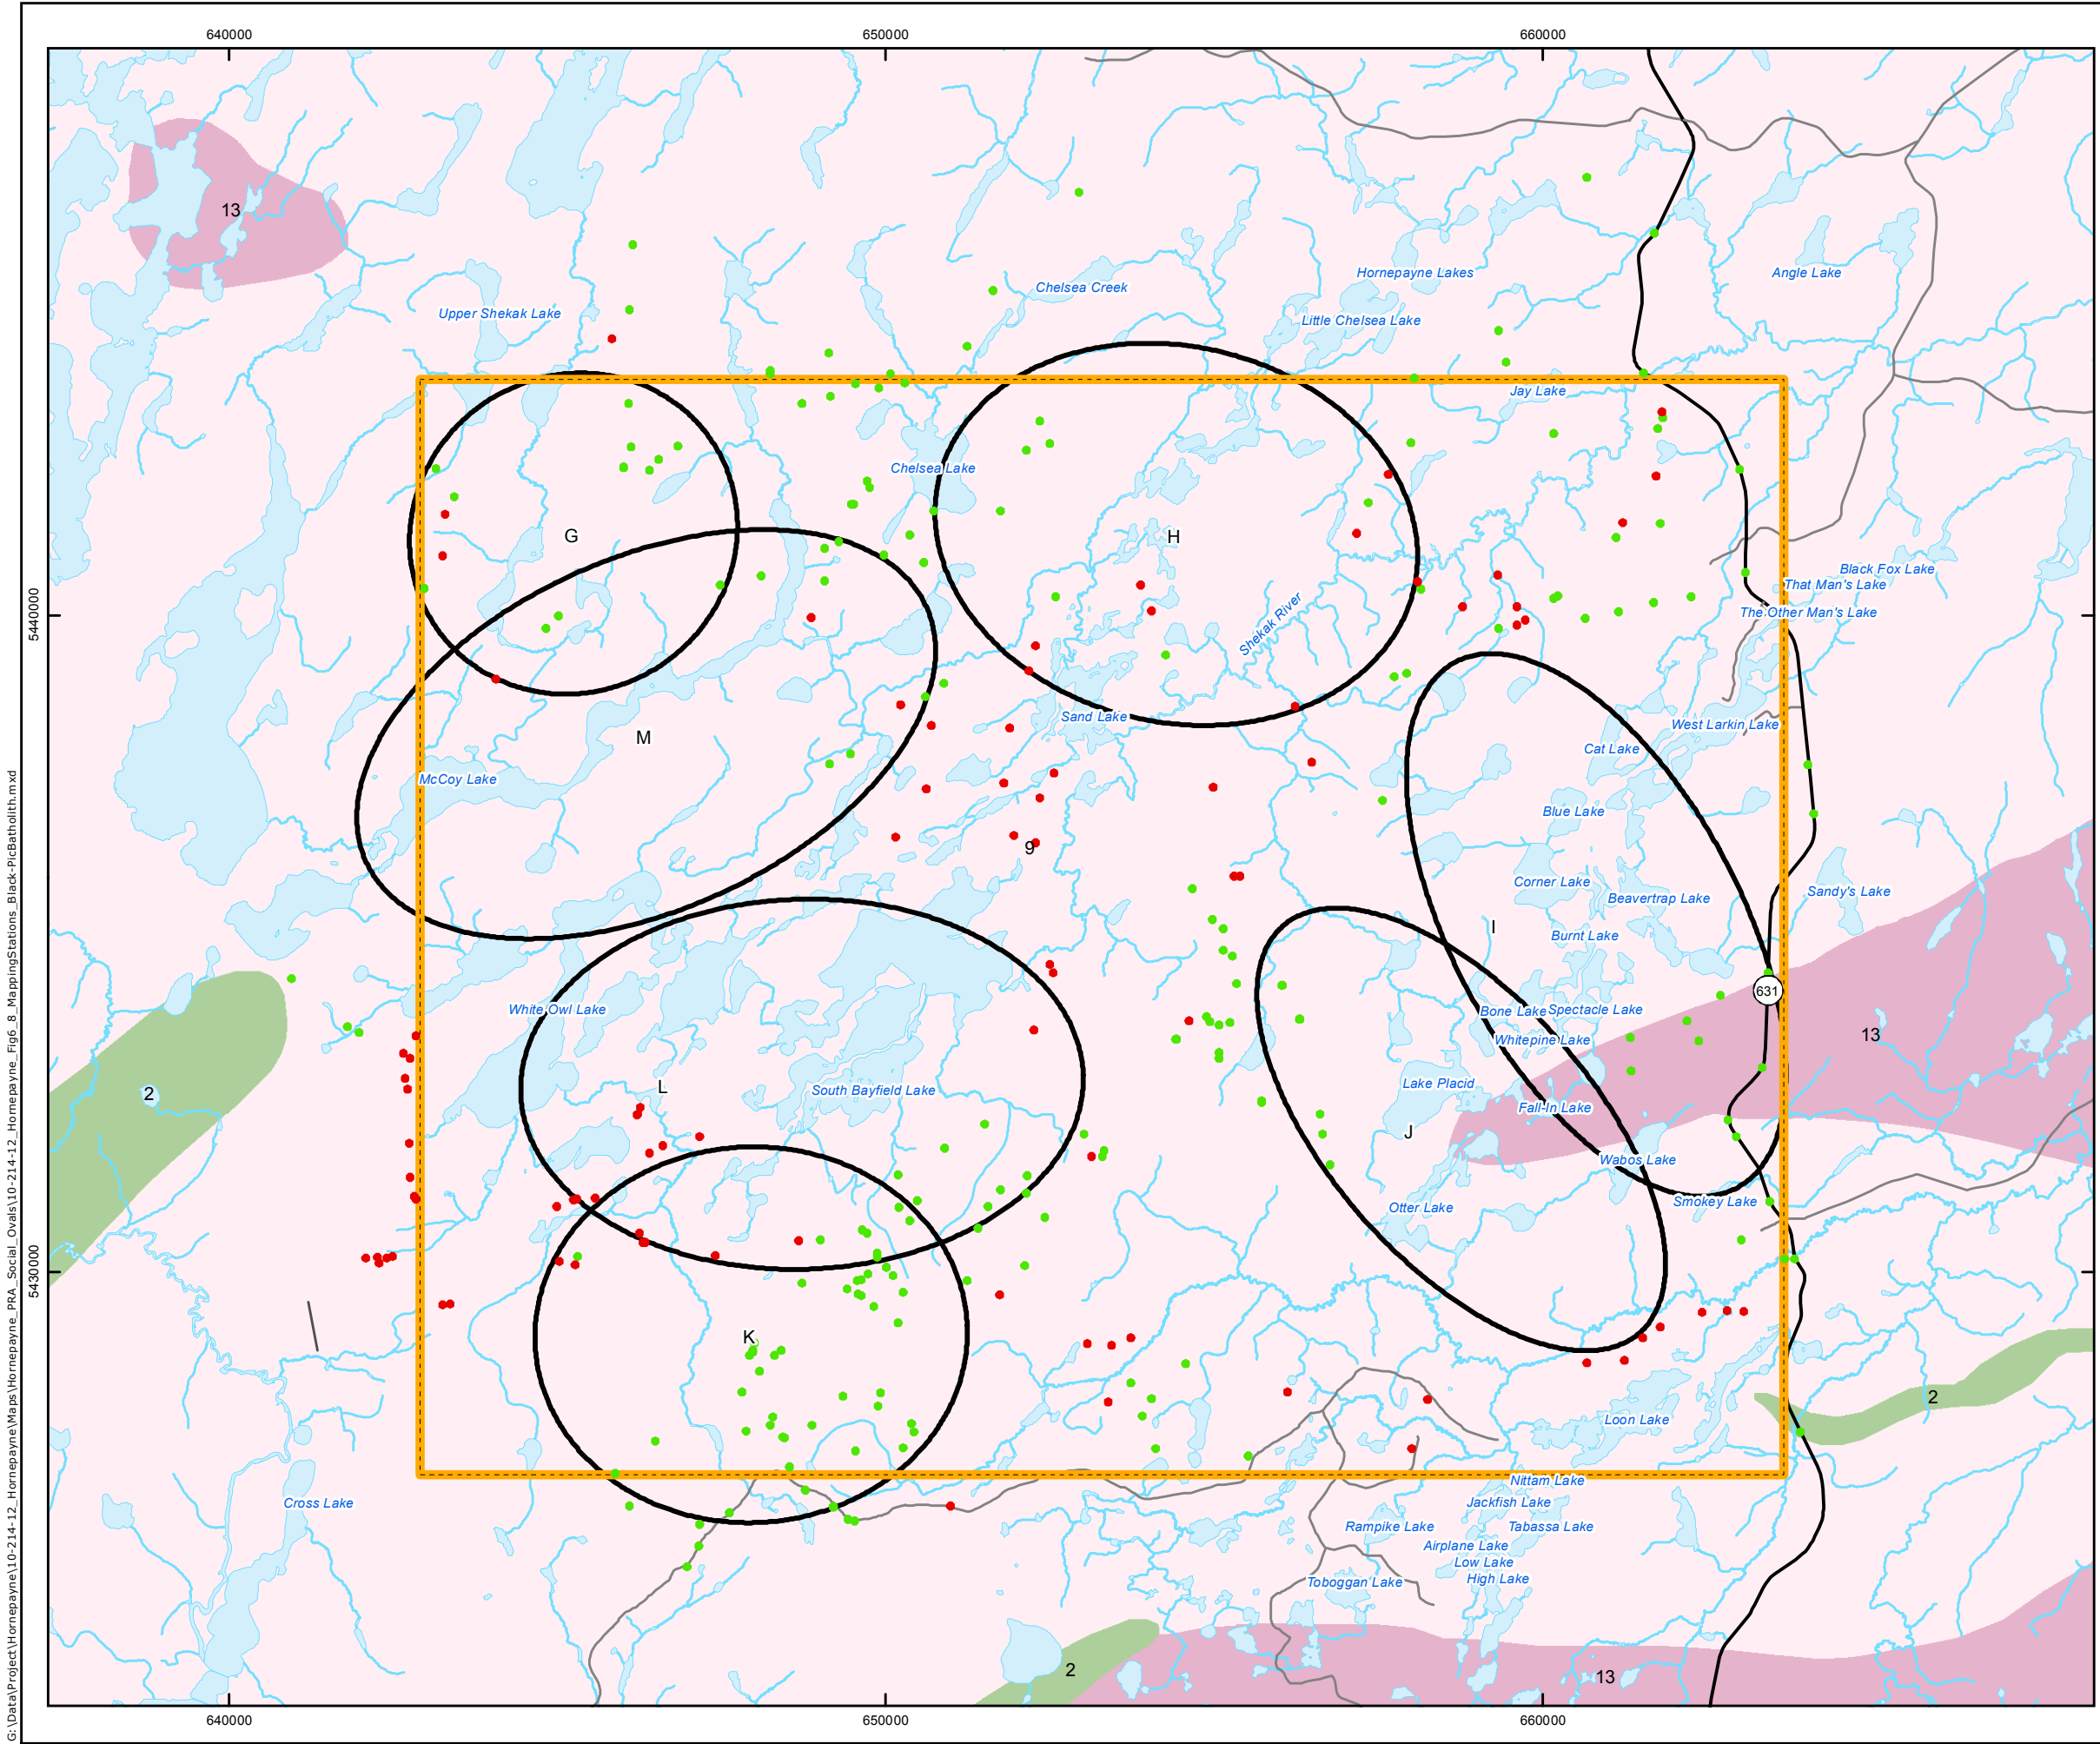 640000
650000
660000
13
Hornepayne Lakes
Angle Lake
Chelsea Creek
Upper Shekak Lake
Little Chelsea Lake
Jay Lake
Chelsea Lake
G
H
Black Fox Lake
That Man's Lake
The Other Man's Lake
5440000
Shekak River
Sand Lake
West Larkin Lake
M
Cat Lake
McCoy Lake
Blue Lake
9
Corner Lake
Sandy's Lake
Beavertrap Lake
I
Burnt Lake
631
White Owl Lake
Bone Lake
Spectacle Lake
13
Whitepine Lake
Lake Placid
L
South Bayfield Lake
2
Fall-In Lake
J
Wabos Lake
Smokey Lake
Otter Lake
5430000
K
2
Loon Lake
Nittam Lake
Cross Lake
Jackfish Lake
Rampike Lake
Tabassa Lake
Airplane Lake
Low Lake
High Lake
Toboggan Lake
2
13
640000
650000
660000
G:\Data\Project\Hornepayne\10-214-12_Hornepayne\Maps\Hornepayne_PRA_Social_Ovals\10-214-12_Hornepayne_Fig6_8_MappingStations_Black-PicBatholith.mxd